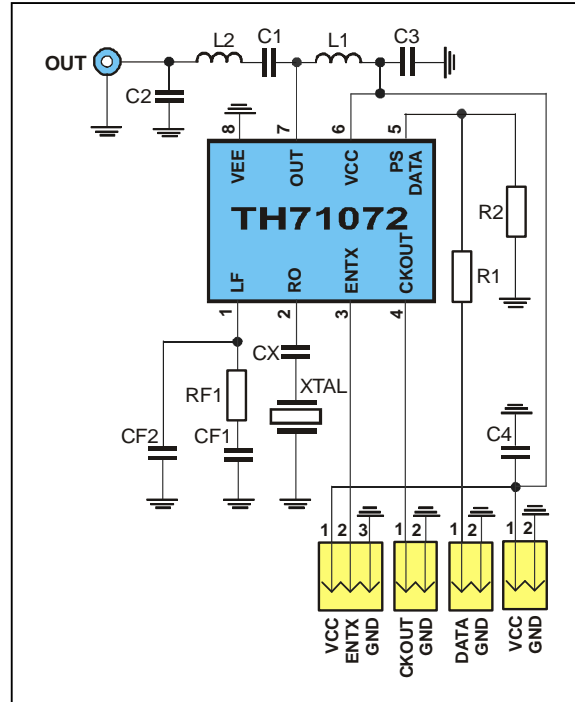 L2 C1 L1 C3
OUT
C2
8 7 6 5
VEE OUT VCC PS DATA
TH71072
R2
R1
LF RO ENTX CKOUT
1 2 3 4
CX
XTAL
RF1
CF2 CF1
C4
1 2 3 1 2 1 2 1 2
VCC ENTX GND CKOUT GND DATA GND VCC GND